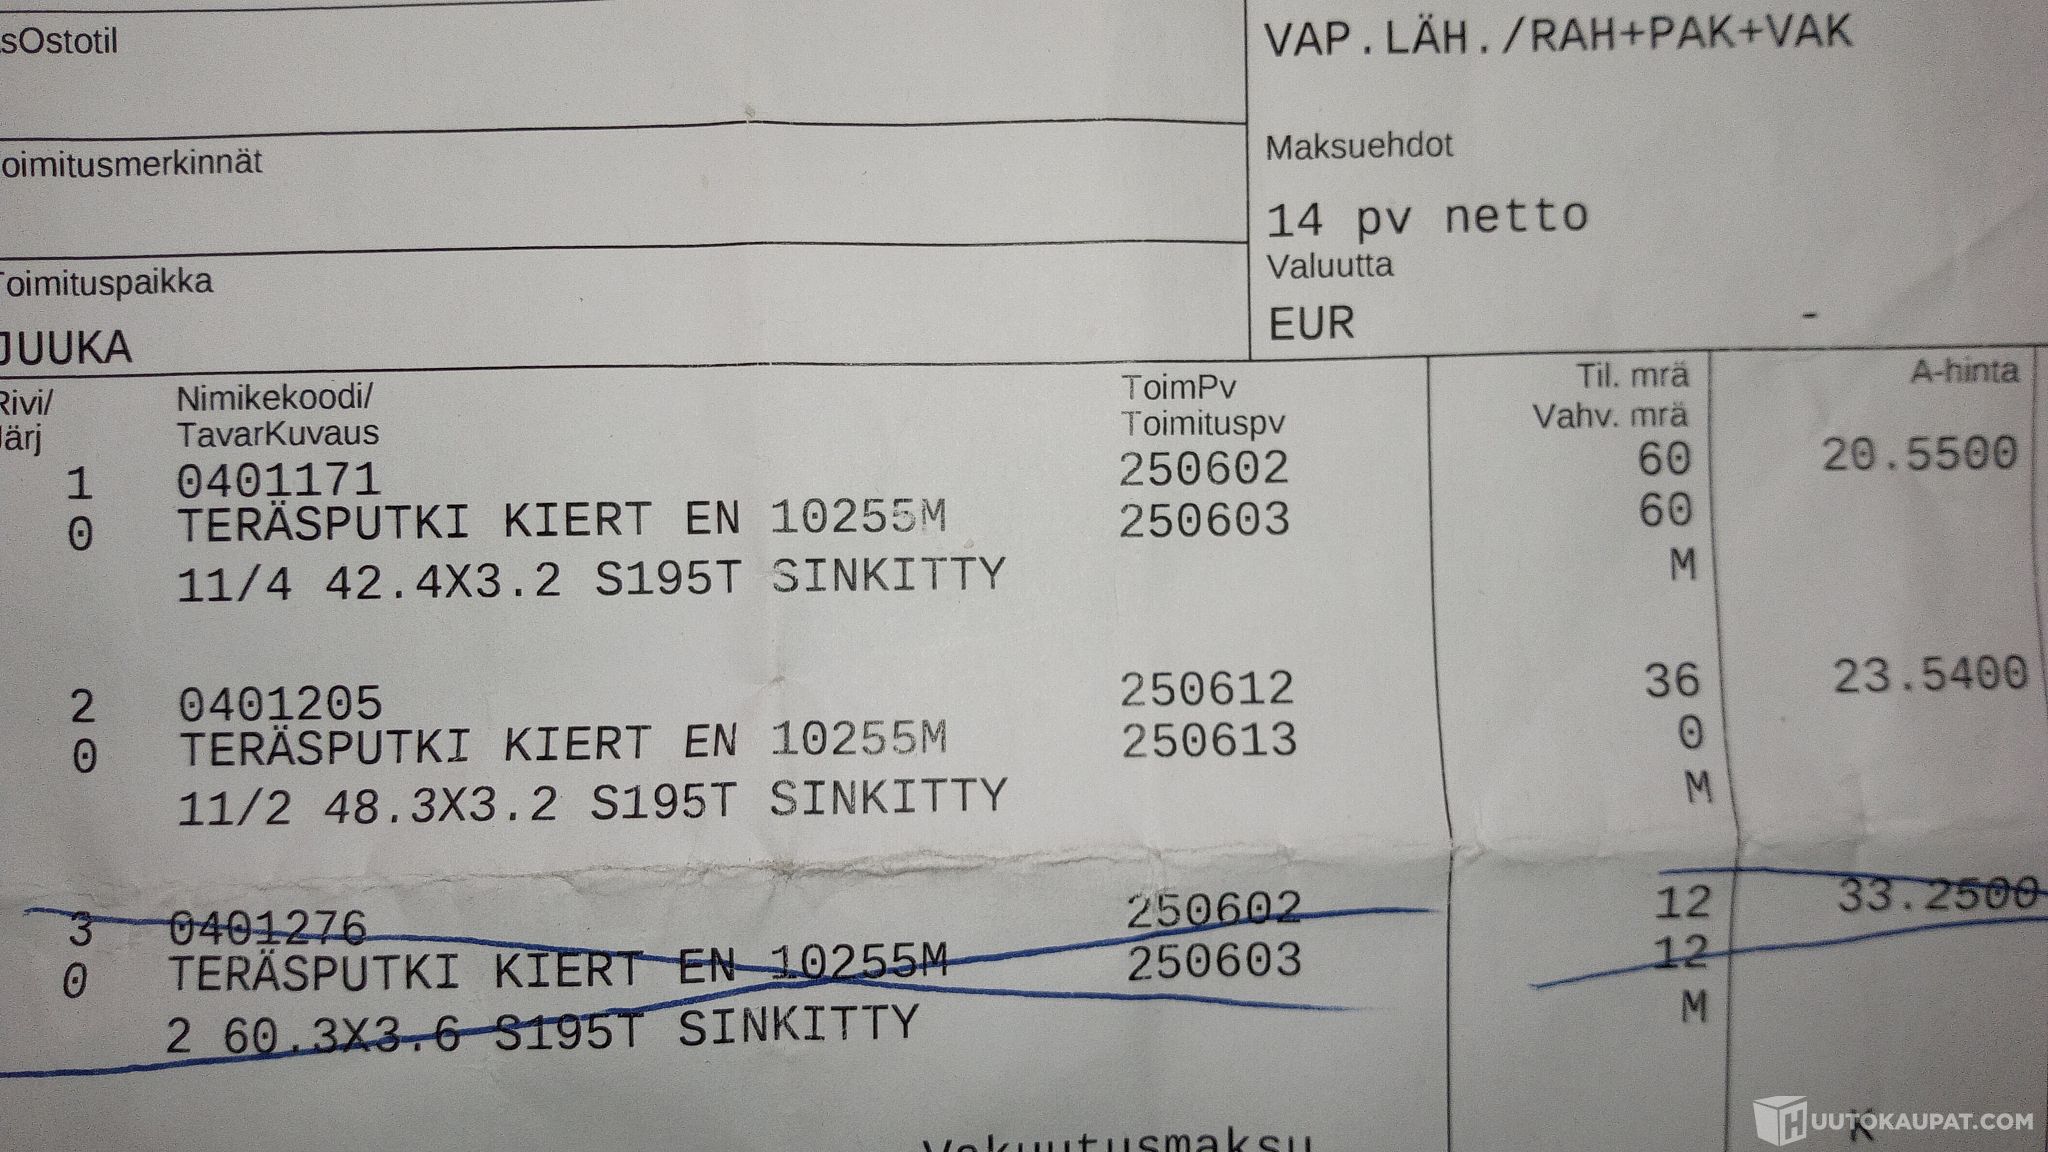 sOstotil
VAP.LÄH./RAH+PAK+VAK
oimitusmerkinnät
Maksuehdot
14 pv netto
Toimituspaikka
Valuutta
JUUKA
EUR -
Rivi/ Nimikekoodi/ ToimPv Til. mrä A-hinta
Järj TavarKuvaus Toimituspv Vahv. mrä
1 0401171 250602 60 20.5500
0 TERÄSPUTKI KIERT EN 10255M 250603 60
11/4 42.4X3.2 S195T SINKITTY M
2 0401205 250612 36 23.5400
0 TERÄSPUTKI KIERT EN 10255M 250613 0
11/2 48.3X3.2 S195T SINKITTY M
3 0401276 250602 12 33.2500
0 TERÄSPUTKI KIERT EN 10255M 250603 12
2 60.3X3.6 S195T SINKITTY M
Vakuutusmaksu K
HUUTOKAUPAT.COM